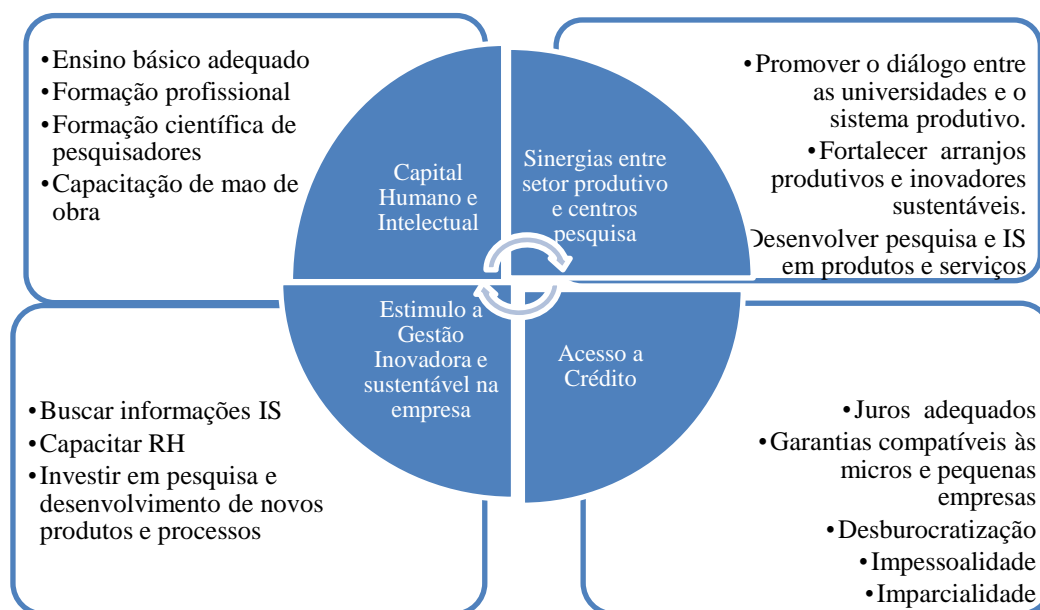 •Ensino básico adequado
•Formação profissional
•Formação científica de
pesquisadores
•Capacitação de mao de
obra
Capital
Humano e
Intelectual
Sinergias entre
setor produtivo
e centros
pesquisa
•Promover o diálogo entre
as universidades e o
sistema produtivo.
•Fortalecer arranjos
produtivos e inovadores
sustentáveis.
Desenvolver pesquisa e IS
em produtos e serviços
•Buscar informações IS
•Capacitar RH
•Investir em pesquisa e
desenvolvimento de novos
produtos e processos
Estimulo a
Gestão
Inovadora e
sustentável na
empresa
Acesso a
Crédito
•Juros adequados
•Garantias compatíveis às
micros e pequenas
empresas
•Desburocratização
•Impessoalidade
•Imparcialidade